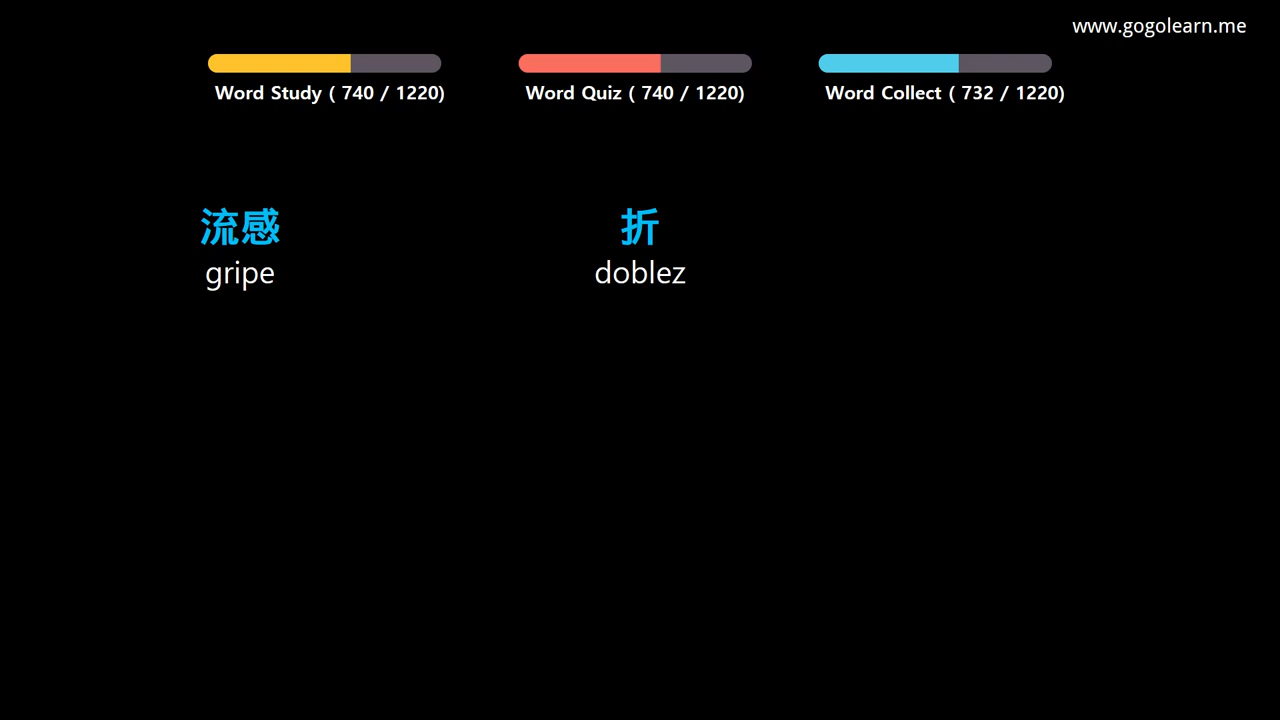 www.gogolearn.me
Word Study ( 740 / 1220)
Word Quiz ( 740 / 1220)
Word Collect ( 732 / 1220)
流感
gripe
折
doblez